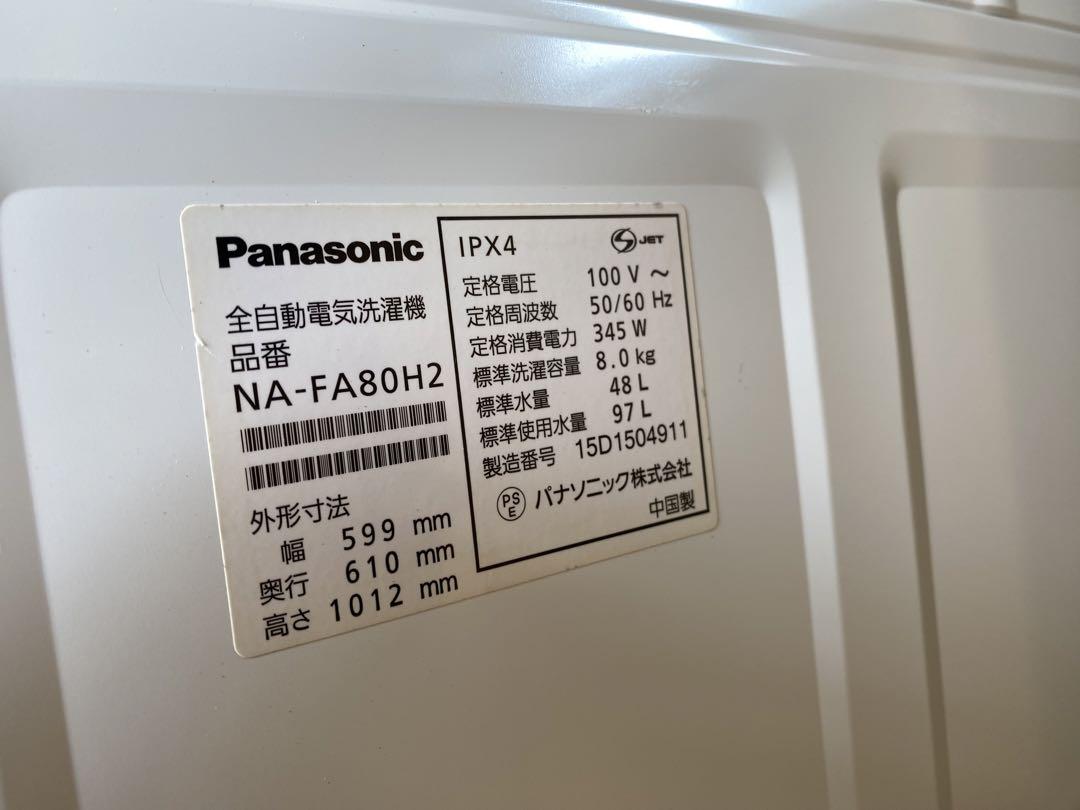 Panasonic
全自動電気洗濯機
品番
NA-FA80H2
外形寸法
幅 599 mm
奥行 610 mm
高さ 1012 mm
IPX4
S JET
定格電圧 100 V ~
定格周波数 50/60 Hz
定格消費電力 345 W
標準洗濯容量 8.0 kg
標準水量 48 L
標準使用水量 97 L
製造番号 15D1504911
PSE パナソニック株式会社
中国製